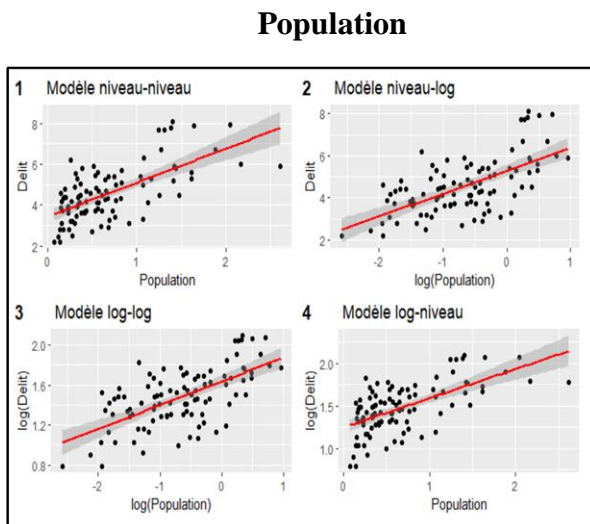 Population
1 Modèle niveau-niveau
8
6
4
2
Delit
0 1 2
Population
2 Modèle niveau-log
8
6
4
2
Delit
-2 -1 0 1
log(Population)
3 Modèle log-log
2.0
1.6
1.2
0.8
log(Delit)
-2 -1 0 1
log(Population)
4 Modèle log-niveau
2.0
1.5
1.0
log(Delit)
0 1 2
Population